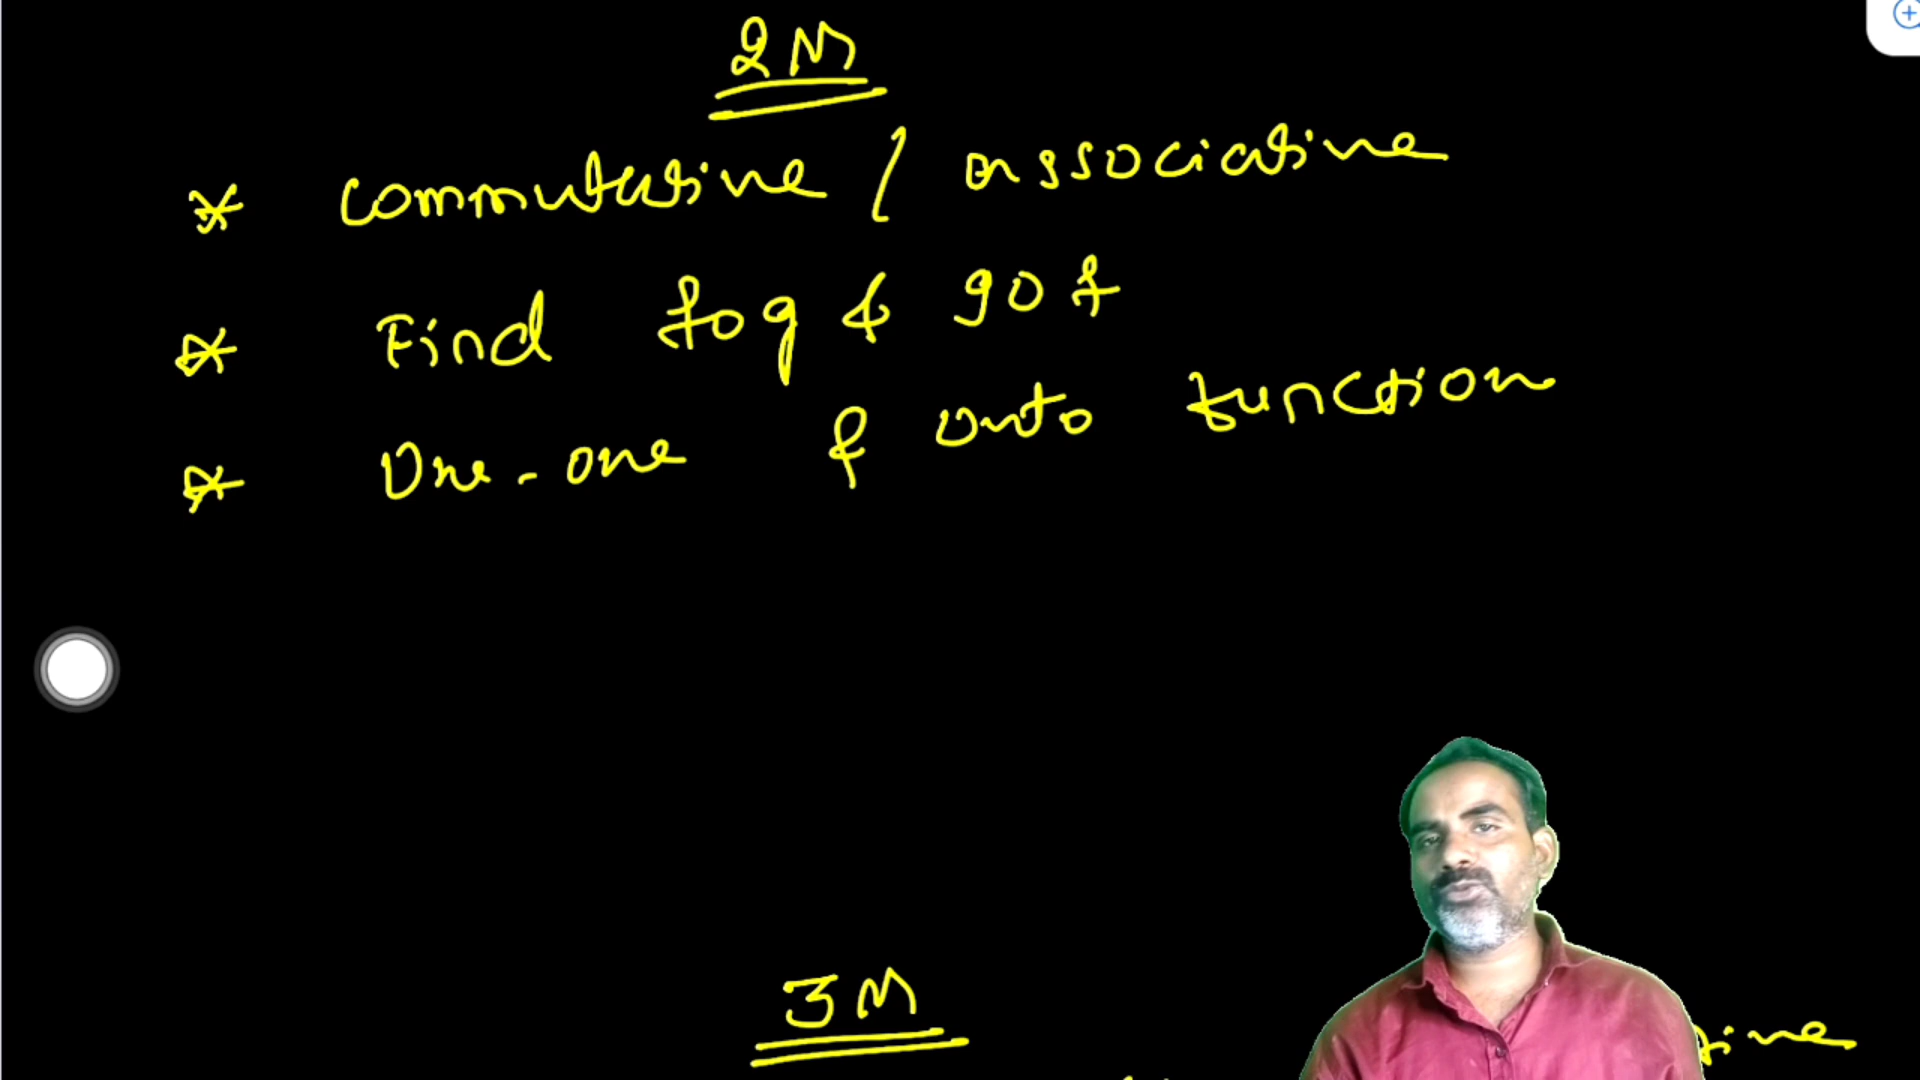 2M
* Commutative / associative
* Find fog & gof
* One-one & onto function
3M